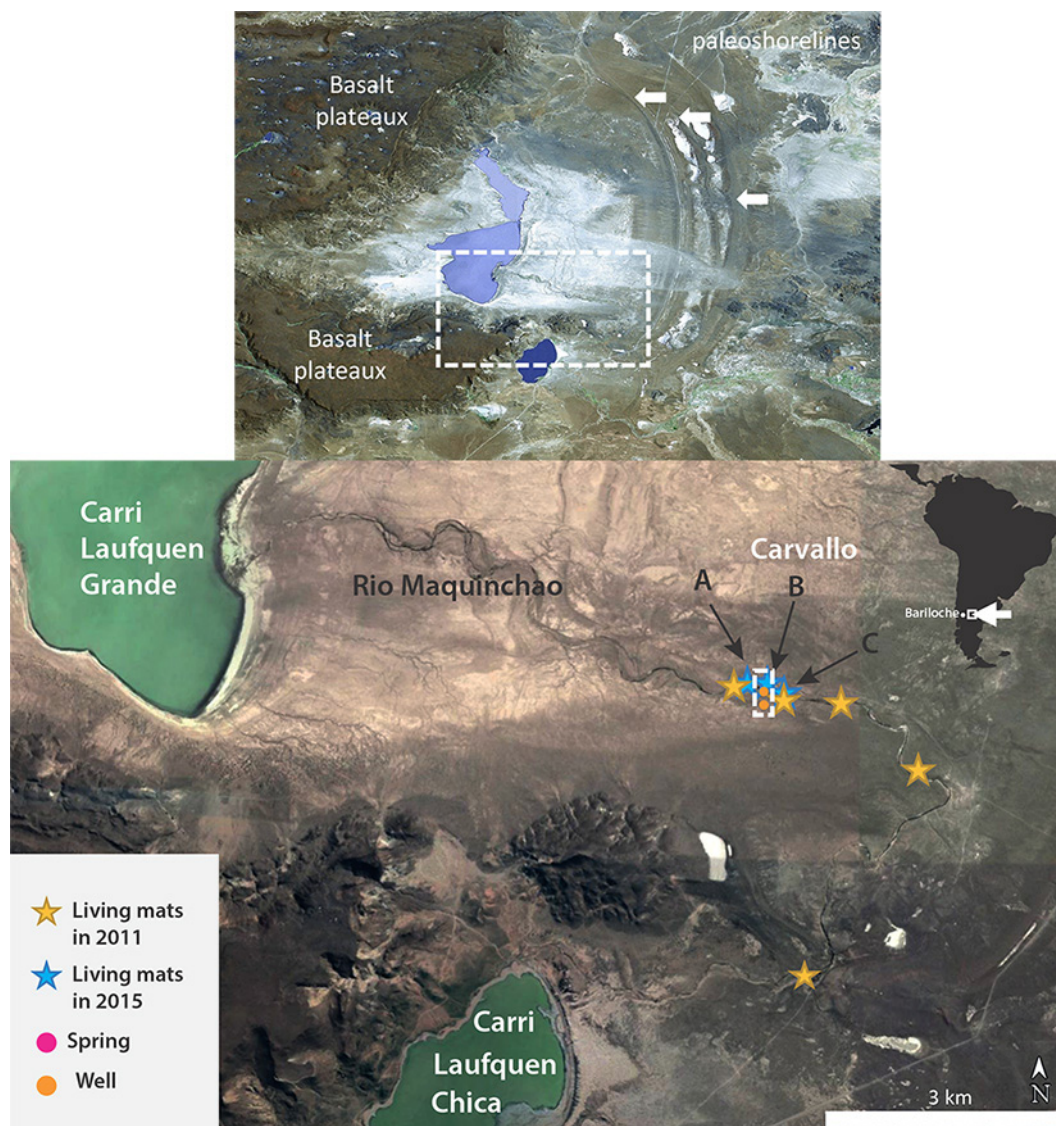 paleoshorelines
Basalt
plateaux
Basalt
plateaux
Carri
Laufquen
Grande
Rio Maquinchao
Carvallo
A
B
C
Bariloche
Living mats
in 2011
Living mats
in 2015
Spring
Well
Carri
Laufquen
Chica
3 km
N